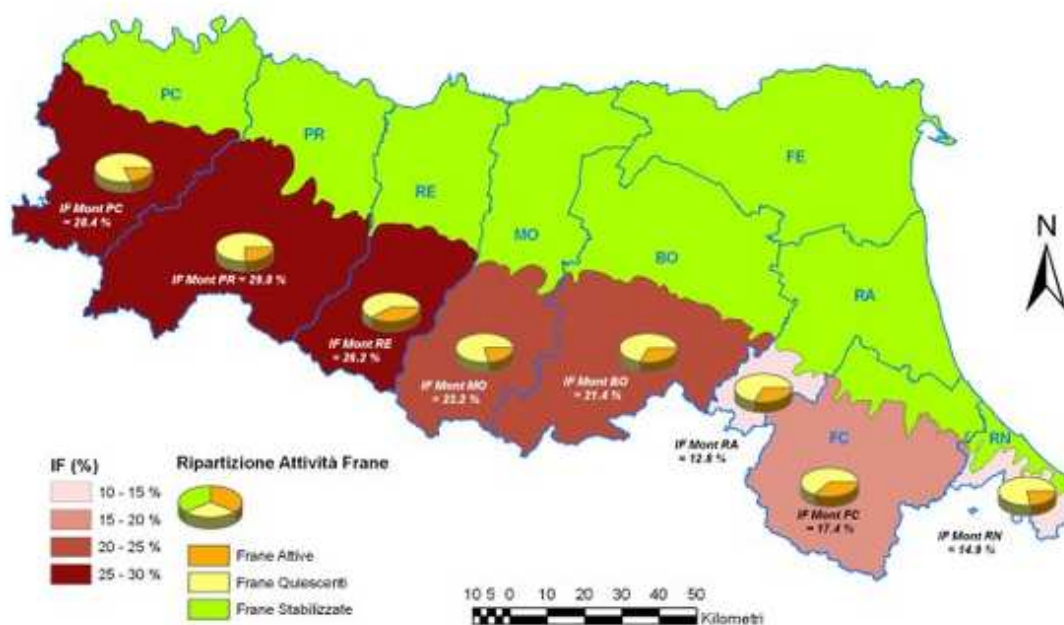 PC
PR
RE
MO
BO
FE
RA
FC
RN
N
IF Mont PC
= 28.4 %
IF Mont PR = 29.8 %
IF Mont RE
= 26.2 %
IF Mont MO
= 23.2 %
IF Mont BO
= 21.4 %
IF Mont RA
= 12.8 %
IF Mont FC
= 17.4 %
IF Mont RN
= 14.9 %
IF (%)
10 - 15 %
15 - 20 %
20 - 25 %
25 - 30 %
Ripartizione Attività Frane
Frane Attive
Frane Quiescenti
Frane Stabilizzate
10 5 0 10 20 30 40 50
Kilometri